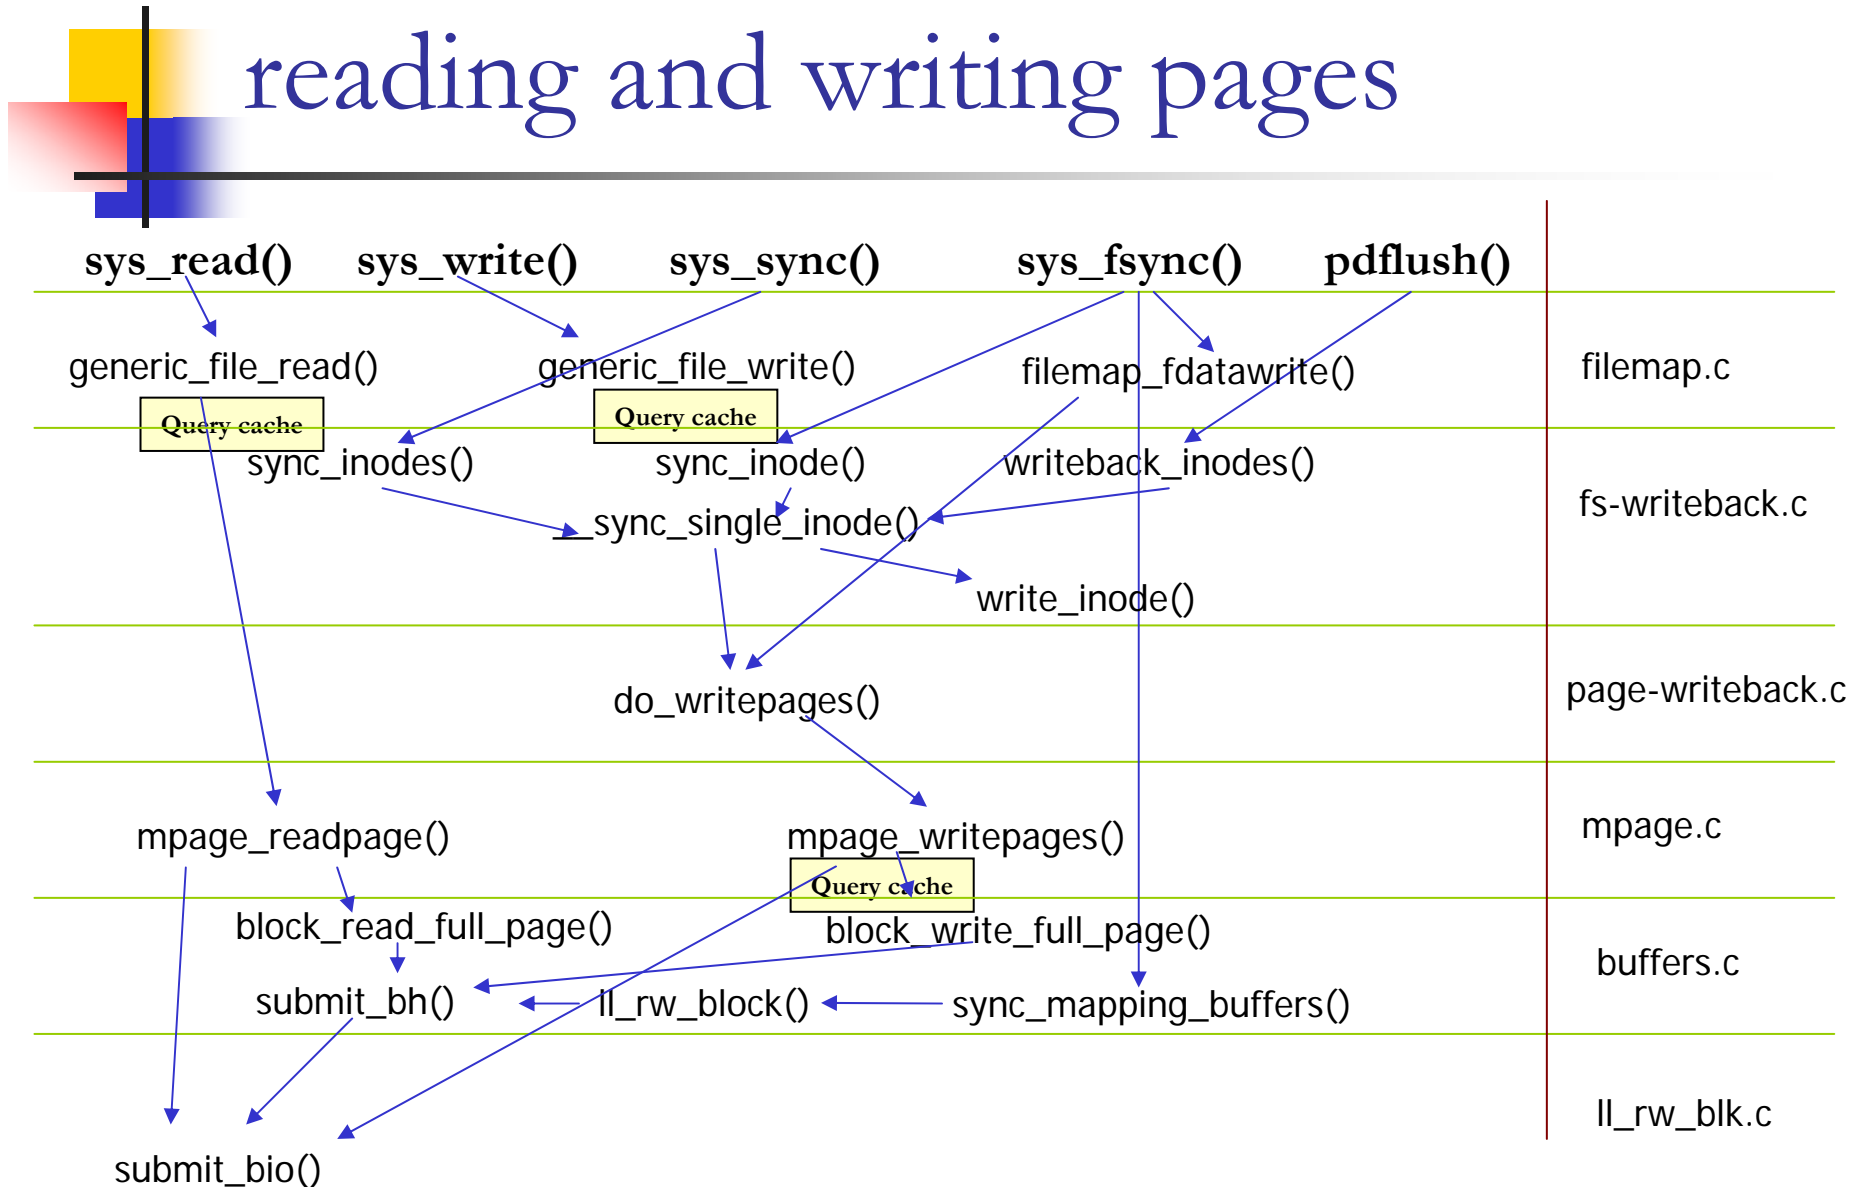 reading and writing pages
sys_read() sys_write() sys_sync() sys_fsync() pdflush()
generic_file_read() generic_file_write() filemap_fdatawrite() filemap.c
Query cache Query cache
sync_inodes() sync_inode() writeback_inodes()
fs-writeback.c
__sync_single_inode()
write_inode()
do_writepages() page-writeback.c
mpage_readpage() mpage_writepages() mpage.c
Query cache
block_read_full_page() block_write_full_page()
buffers.c
submit_bh() ll_rw_block() sync_mapping_buffers()
ll_rw_blk.c
submit_bio()